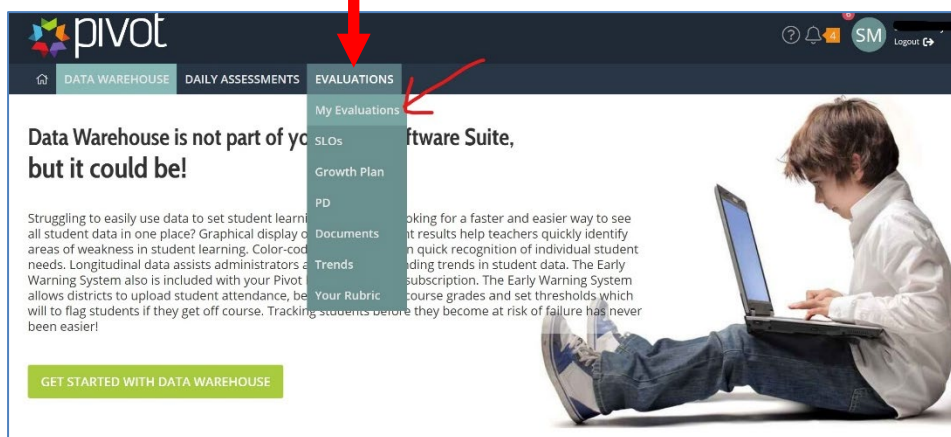 pivot
6
4
SM
Logout
DATA WAREHOUSE DAILY ASSESSMENTS EVALUATIONS
My Evaluations
SLOs
Growth Plan
PD
Documents
Trends
Your Rubric
Data Warehouse is not part of yo ftware Suite,
but it could be!
Struggling to easily use data to set student learni oking for a faster and easier way to see
all student data in one place? Graphical display o nt results help teachers quickly identify
areas of weakness in student learning. Color-cod n quick recognition of individual student
needs. Longitudinal data assists administrators a nding trends in student data. The Early
Warning System also is included with your Pivot subscription. The Early Warning System
allows districts to upload student attendance, be course grades and set thresholds which
will to flag students if they get off course. Tracking students before they become at risk of failure has never
been easier!
GET STARTED WITH DATA WAREHOUSE